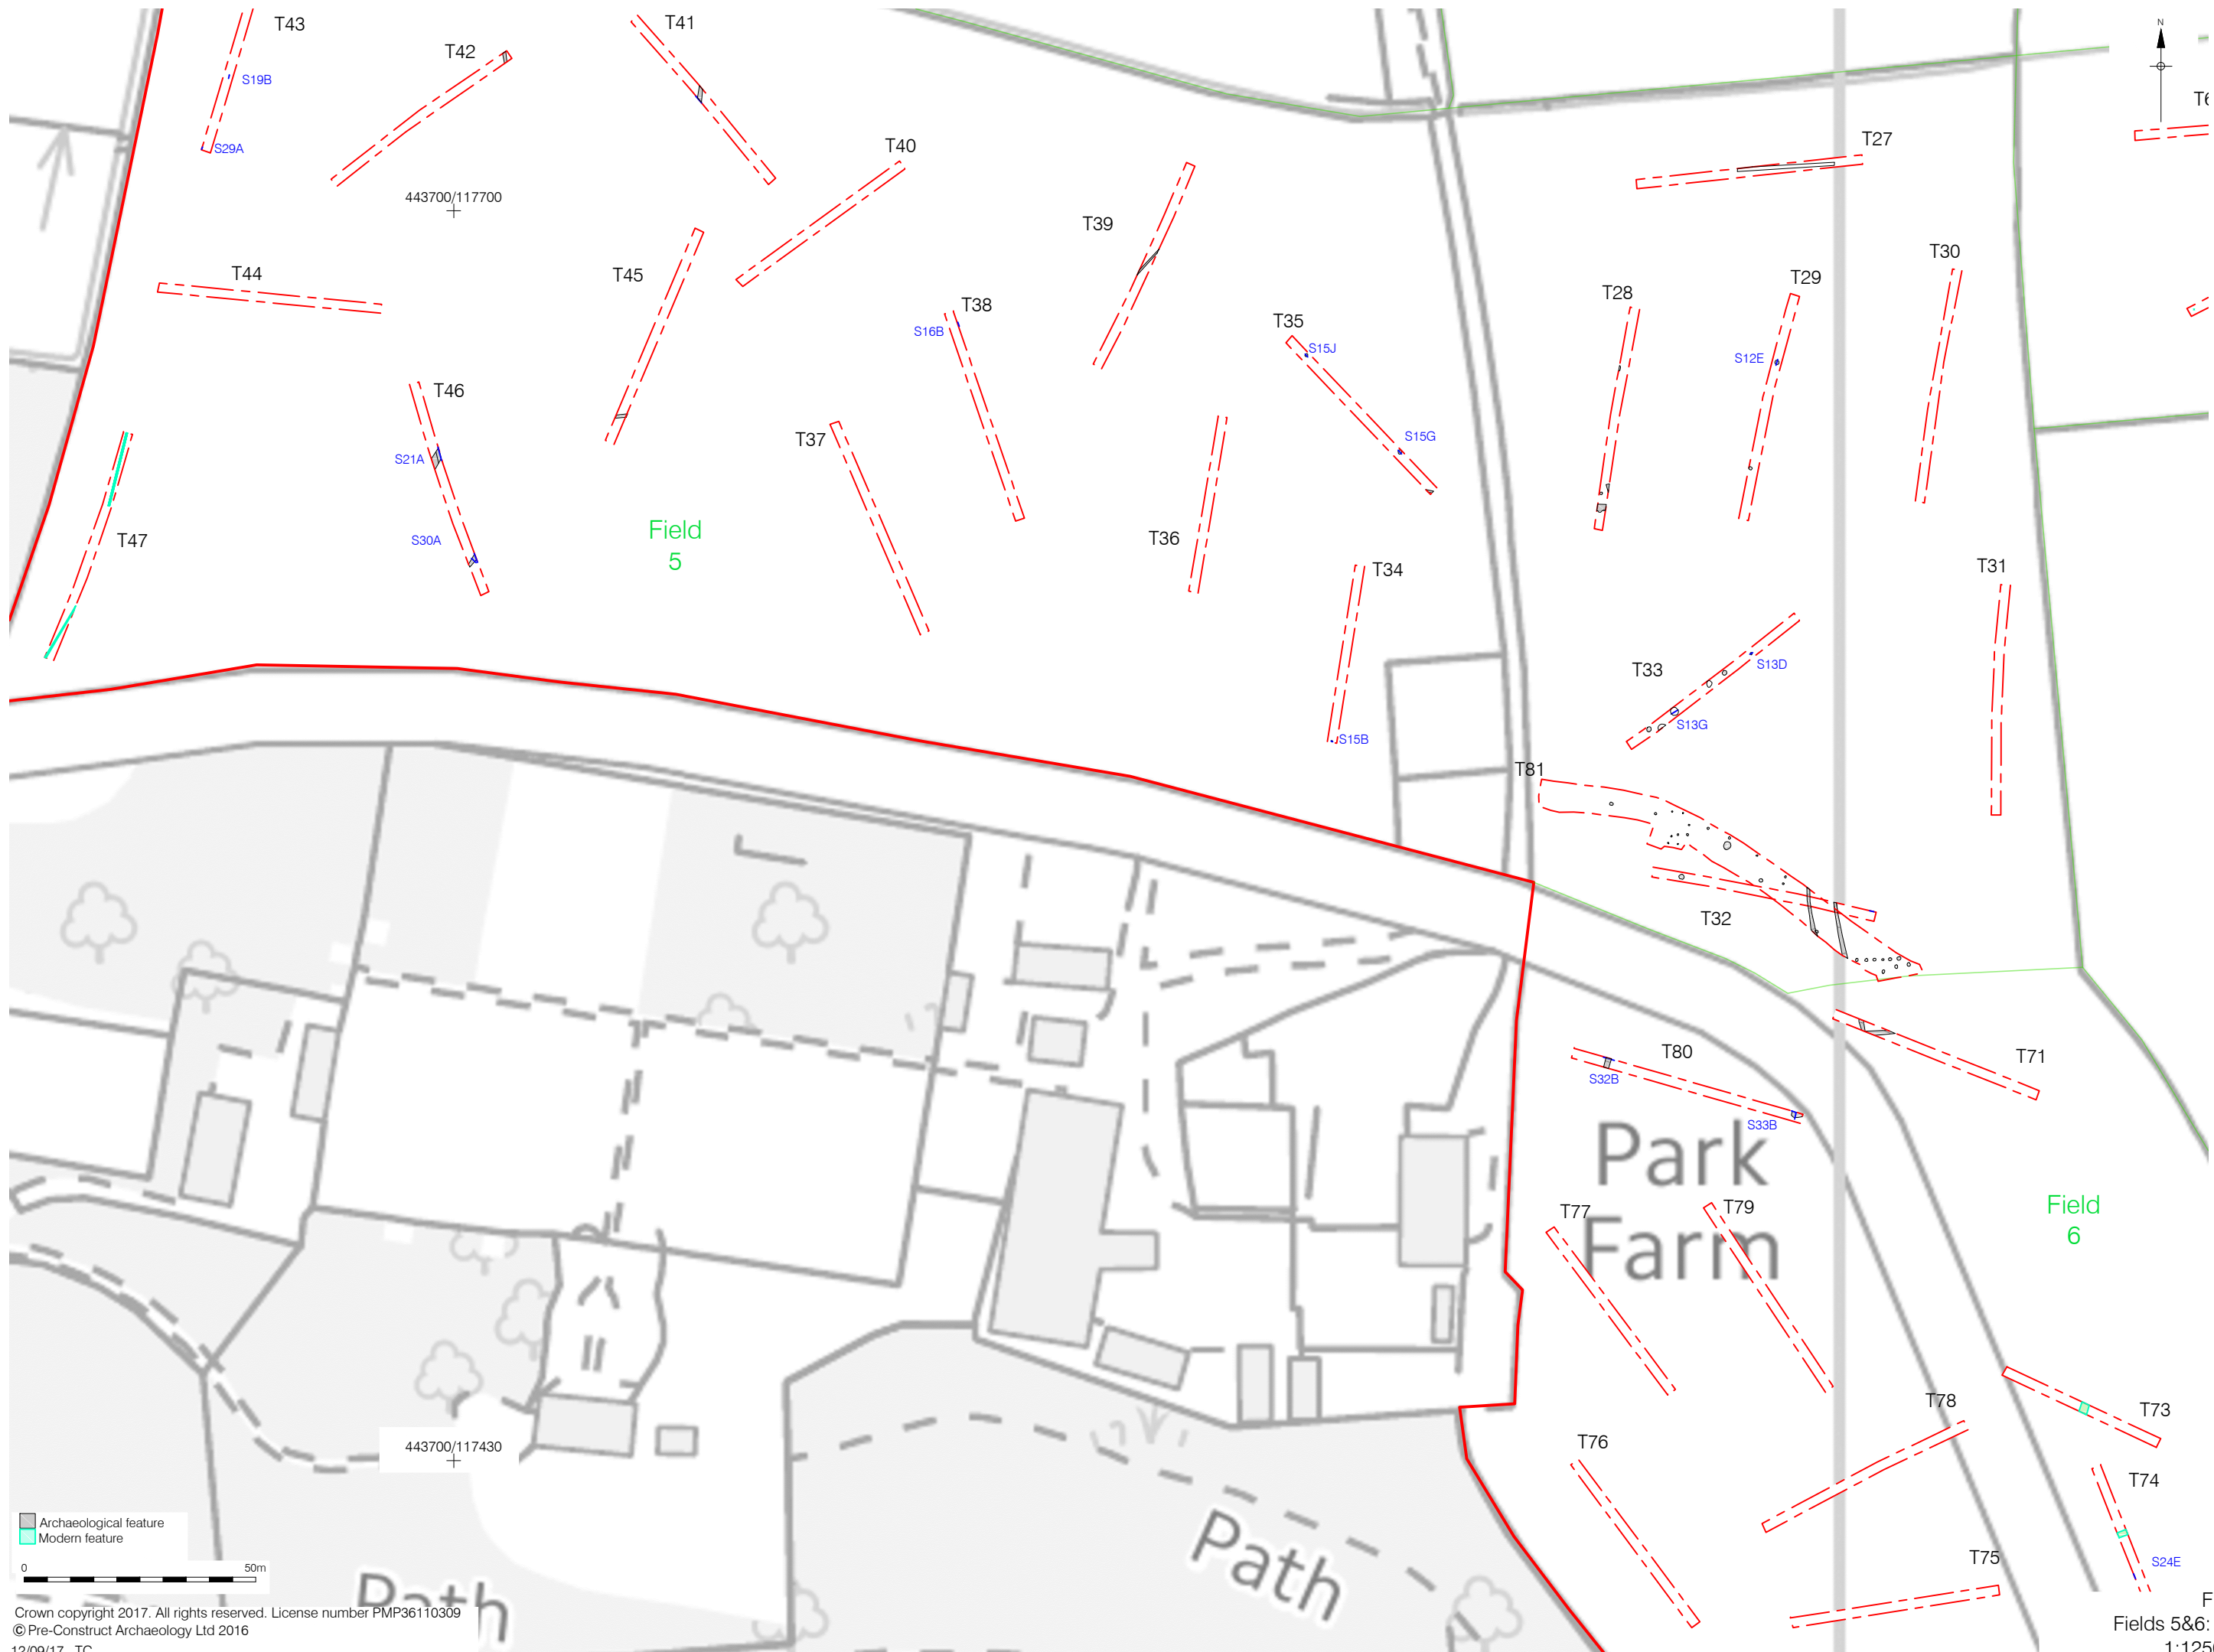 T43
T41
T42
N
S19B
T40
S29A
T27
443700/117700
T39
T30
T44
T45
T38
T28
T29
S16B
T35
S15J
S12E
T46
T37
S15G
S21A
T47
S30A
Field
5
T36
T34
T31
T33
S13D
S13G
S15B
T81
T32
T80
T71
S32B
S33B
Park
Farm
T77
T79
Field
6
T78
T73
443700/117430
T76
T74
S24E
T75
Path
Path
Archaeological feature
Modern feature
0 50m
Crown copyright 2017. All rights reserved. License number PMP36110309
© Pre-Construct Archaeology Ltd 2016
12/09/17 TC
Fields 5&6: